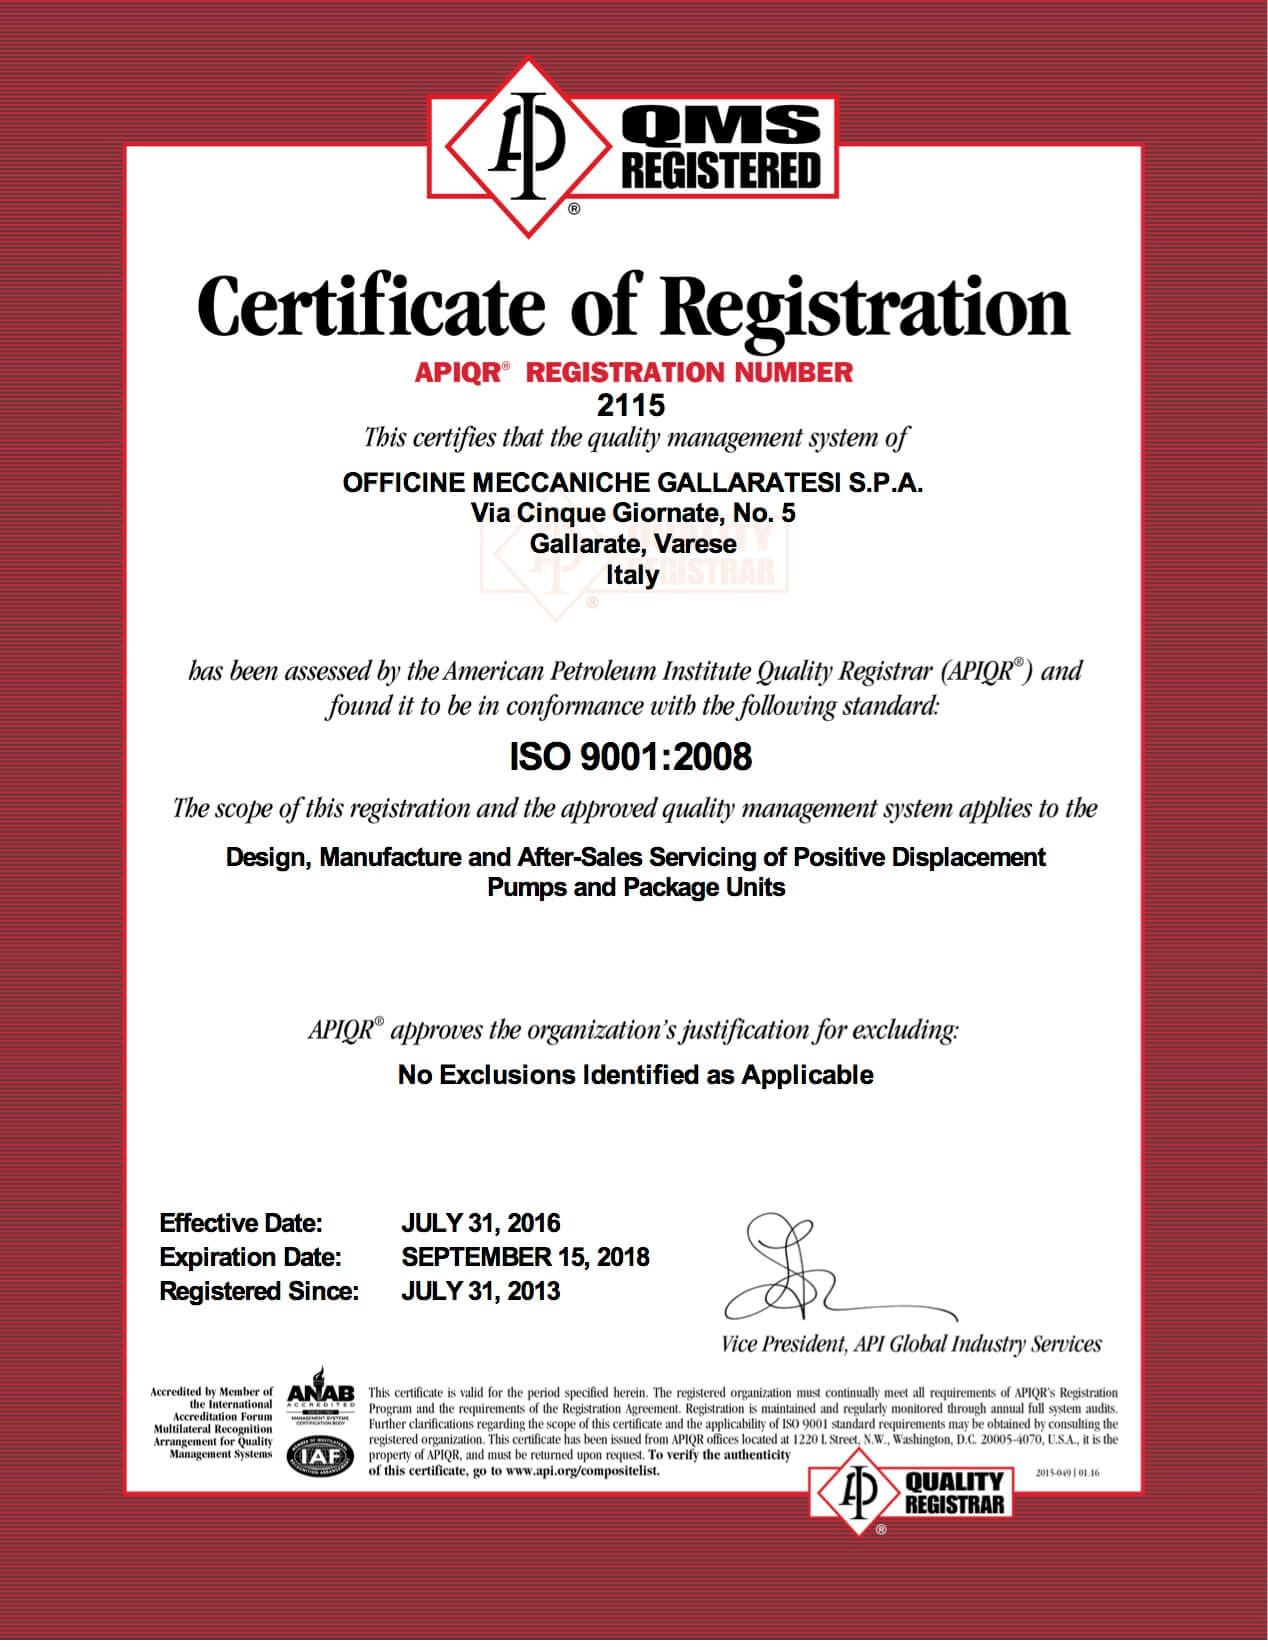 API
QMS
REGISTERED
®
Certificate of Registration
APIQR® REGISTRATION NUMBER
2115
This certifies that the quality management system of
OFFICINE MECCANICHE GALLARATESI S.P.A.
Via Cinque Giornate, No. 5
Gallarate, Varese
Italy
API QUALITY
REGISTRAR
®
has been assessed by the American Petroleum Institute Quality Registrar (APIQR®) and
found it to be in conformance with the following standard:
ISO 9001:2008
The scope of this registration and the approved quality management system applies to the
Design, Manufacture and After-Sales Servicing of Positive Displacement
Pumps and Package Units
APIQR® approves the organization's justification for excluding:
No Exclusions Identified as Applicable
Effective Date: JULY 31, 2016
Expiration Date: SEPTEMBER 15, 2018
Registered Since: JULY 31, 2013
Vice President, API Global Industry Services
Accredited by Member of
the International
Accreditation Forum
Multilateral Recognition
Arrangement for Quality
Management Systems
ANAB
ACCREDITED
MANAGEMENT SYSTEMS
CERTIFICATION BODY
IAF
This certificate is valid for the period specified herein. The registered organization must continually meet all requirements of APIQR's Registration
Program and the requirements of the Registration Agreement. Registration is maintained and regularly monitored through annual full system audits.
Further clarifications regarding the scope of this certificate and the applicability of ISO 9001 standard requirements may be obtained by consulting the
registered organization. This certificate has been issued from APIQR offices located at 1220 L Street, N.W., Washington, D.C. 20005-4070, U.S.A., it is the
property of APIQR, and must be returned upon request. To verify the authenticity
of this certificate, go to www.api.org/compositelist.
2015-049 | 01.16
API
QUALITY
REGISTRAR
®